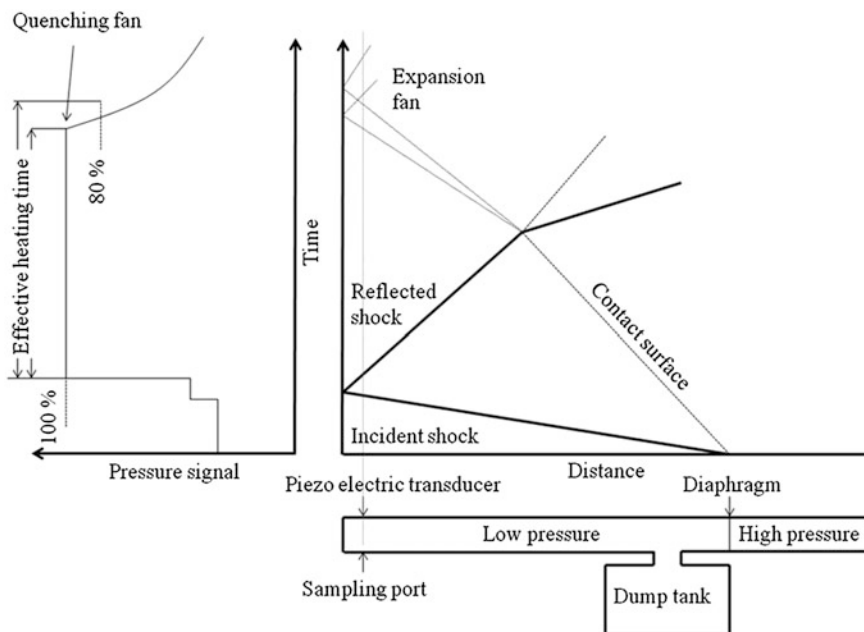 Quenching fan
Expansion
fan
80 %
Effective heating time
Time
Reflected
shock
Contact surface
100 %
Incident shock
Pressure signal
Distance
Piezo electric transducer
Diaphragm
Low pressure
High pressure
Sampling port
Dump tank